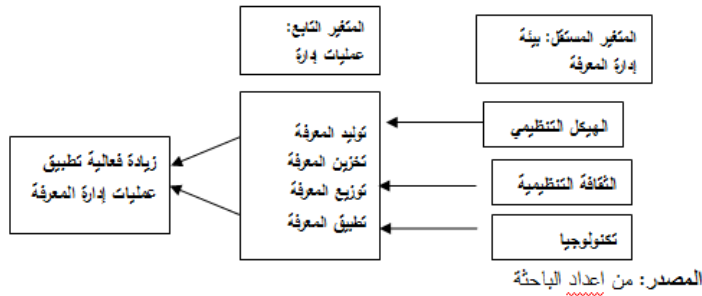 المتغير المستقل: بيئة
إدارة المعرفة
المتغير التابع:
عمليات إدارة
الهيكل التنظيمي
الثقافة التنظيمية
تكنولوجيا
توليد المعرفة
تخزين المعرفة
توزيع المعرفة
تطبيق المعرفة
زيادة فعالية تطبيق
عمليات إدارة المعرفة
المصدر: من اعداد الباحثة